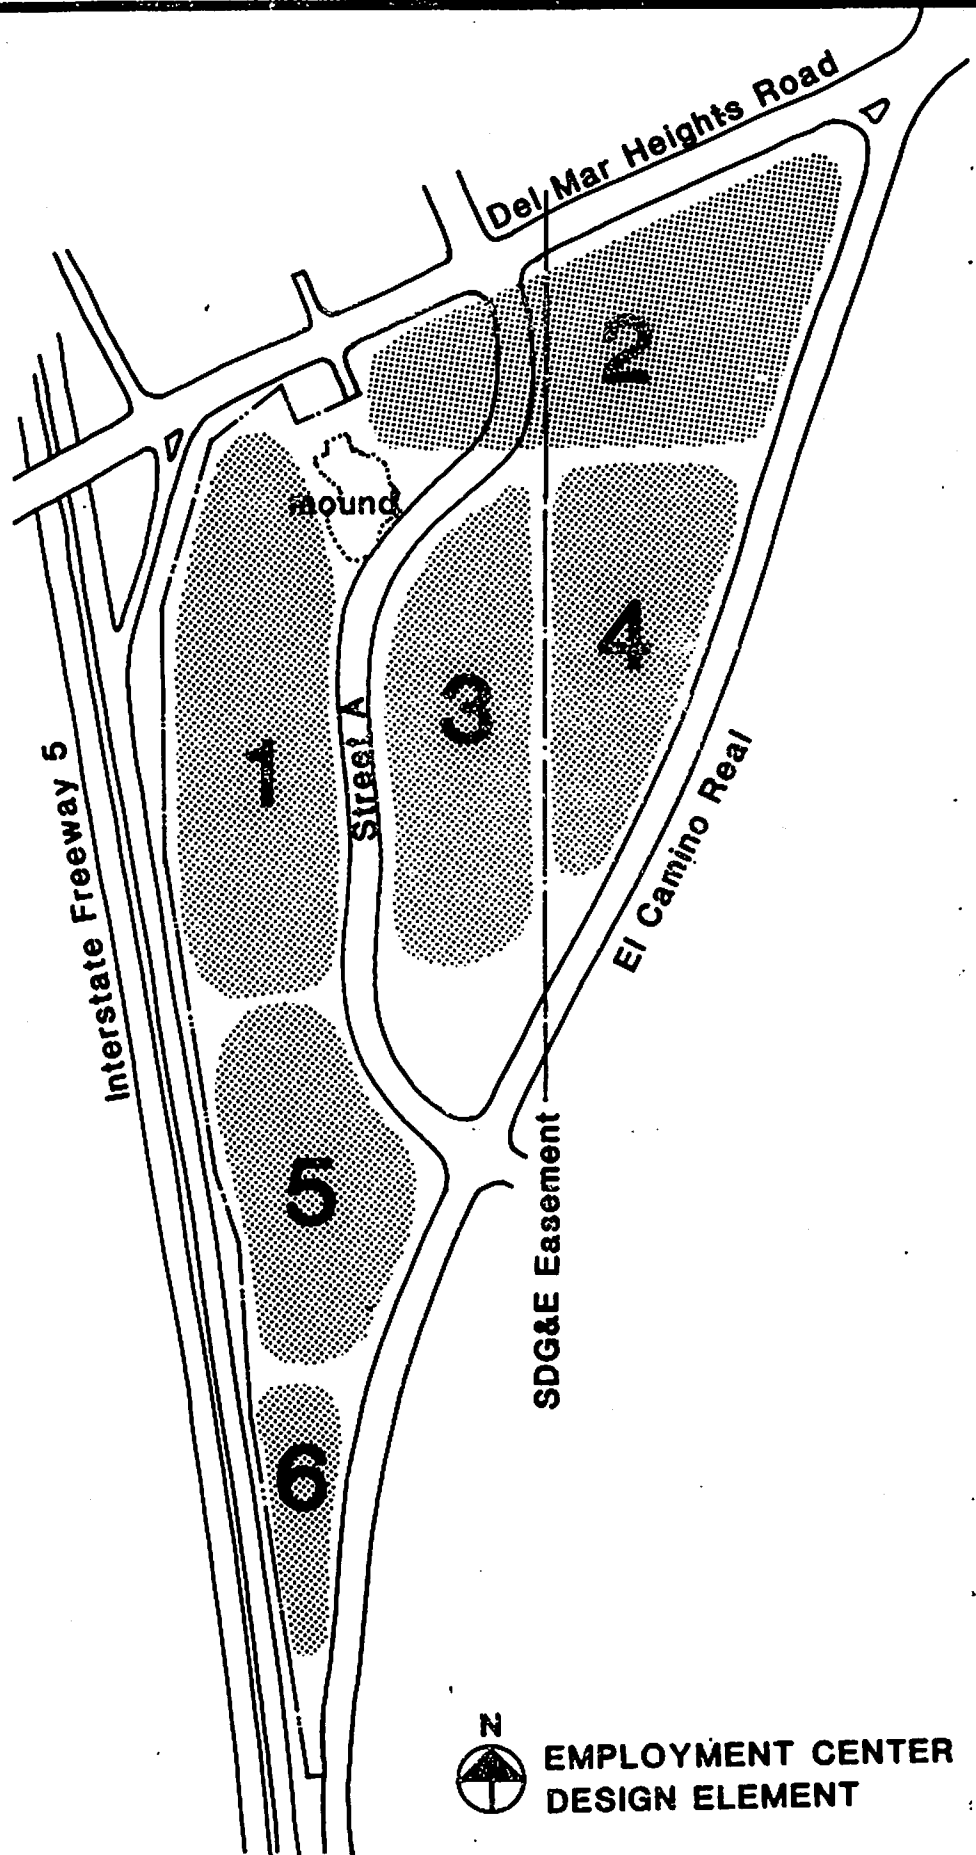 Del Mar Heights Road
2
mound
4
3
Street A
1
Interstate Freeway 5
El Camino Real
5
SDG&E Easement
6
N
EMPLOYMENT CENTER
DESIGN ELEMENT